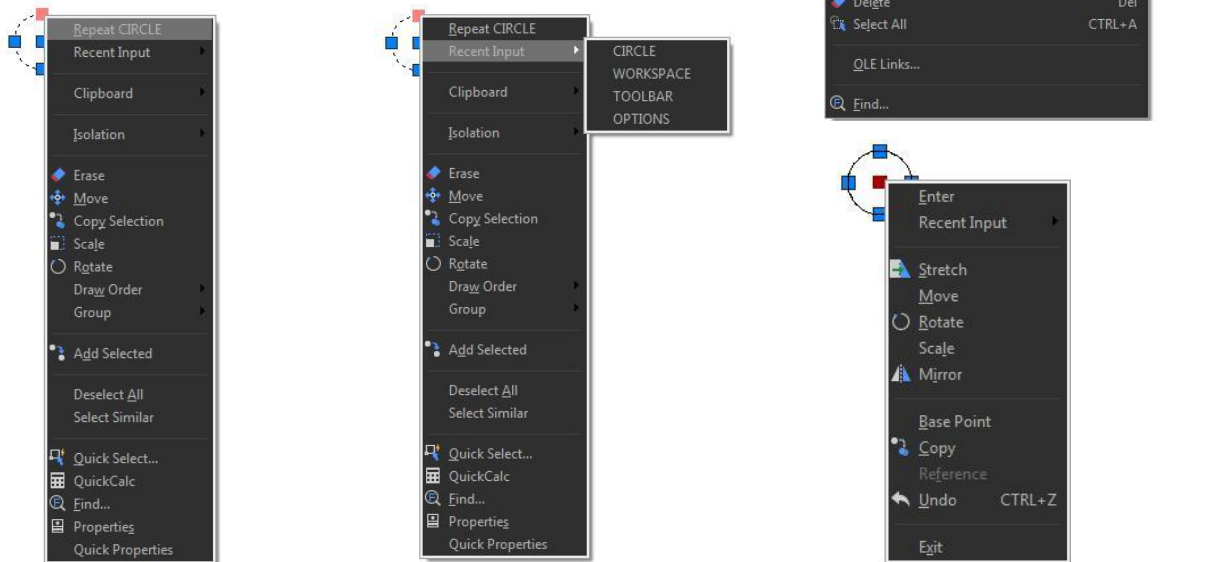 Repeat CIRCLE
Recent Input
Clipboard
Isolation
Erase
Move
Copy Selection
Scale
Rotate
Draw Order
Group
Add Selected
Deselect All
Select Similar
Quick Select...
QuickCalc
Find...
Properties
Quick Properties
Repeat CIRCLE
Recent Input
Clipboard
Isolation
Erase
Move
Copy Selection
Scale
Rotate
Draw Order
Group
Add Selected
Deselect All
Select Similar
Quick Select...
QuickCalc
Find...
Properties
Quick Properties
CIRCLE
WORKSPACE
TOOLBAR
OPTIONS
Delete Del
Select All CTRL+A
OLE Links...
Find...
Enter
Recent Input
Stretch
Move
Rotate
Scale
Mirror
Base Point
Copy
Reference
Undo CTRL+Z
Exit